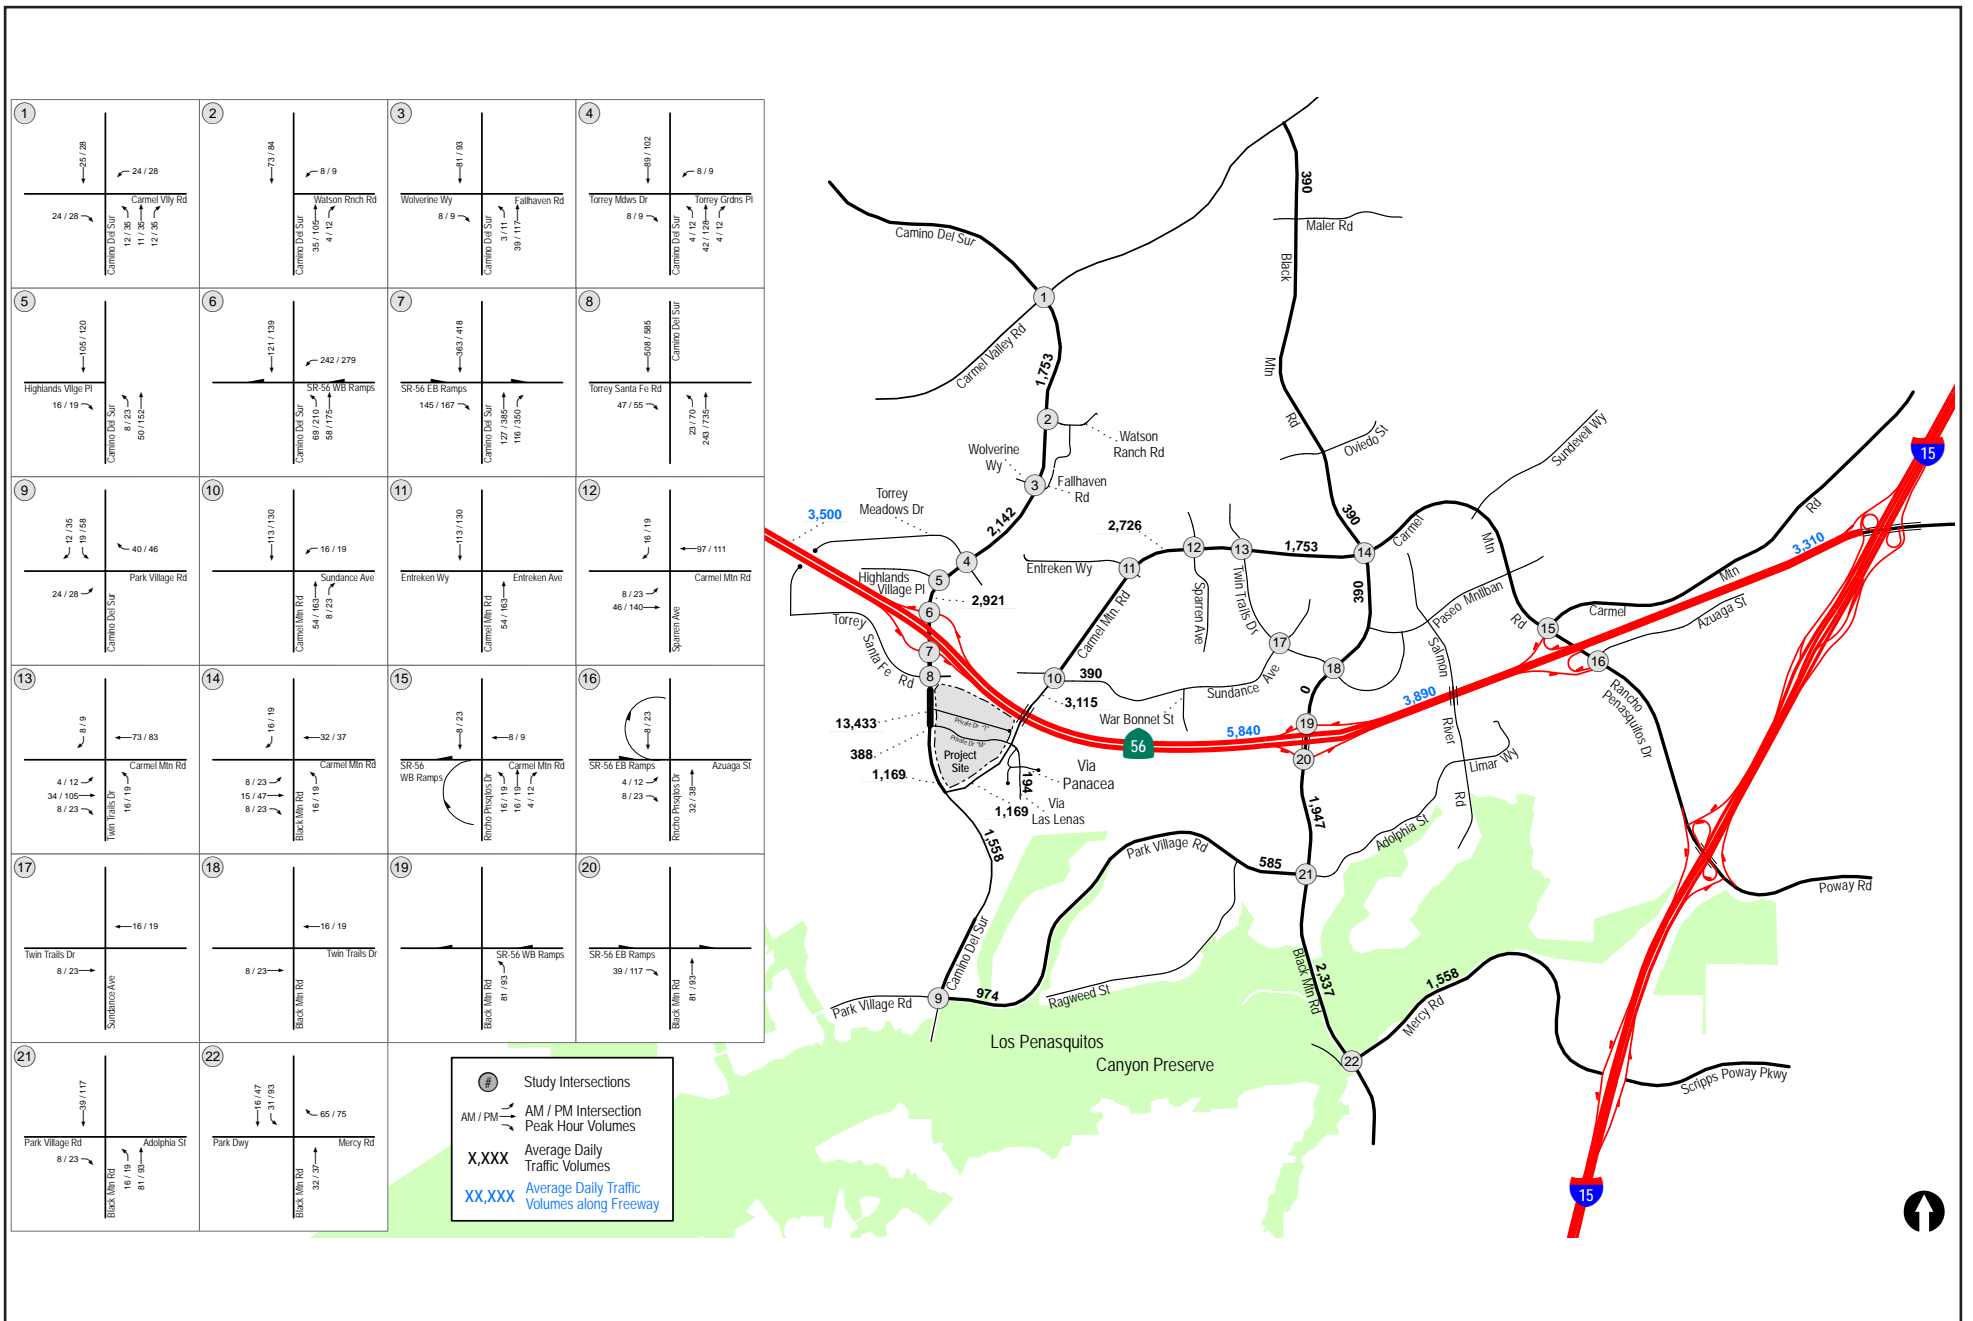 1
25 / 28
24 / 28
Carmel Vlly Rd
24 / 28
Camino Del Sur
12 / 35
11 / 35
12 / 35
2
73 / 84
8 / 9
Watson Rnch Rd
Camino Del Sur
35 / 105
4 / 12
3
81 / 93
Wolverine Wy
Fallhaven Rd
8 / 9
Camino Del Sur
3 / 11
39 / 117
4
89 / 102
8 / 9
Torrey Mdws Dr
Torrey Grdns Pl
8 / 9
Camino Del Sur
4 / 12
42 / 128
4 / 12
5
105 / 120
Highlands Vllge Pl
16 / 19
Camino Del Sur
8 / 23
50 / 152
6
121 / 139
242 / 279
SR-56 WB Ramps
Camino Del Sur
69 / 210
58 / 175
7
363 / 418
SR-56 EB Ramps
145 / 167
Camino Del Sur
127 / 385
116 / 350
8
508 / 585
Camino Del Sur
Torrey Santa Fe Rd
47 / 55
23 / 70
243 / 735
9
12 / 35
19 / 58
40 / 46
Park Village Rd
24 / 28
Camino Del Sur
10
113 / 130
16 / 19
Sundance Ave
Carmel Mtn Rd
54 / 163
8 / 23
11
113 / 130
Entreken Wy
Entreken Ave
Carmel Mtn Rd
54 / 163
12
16 / 19
97 / 111
Carmel Mtn Rd
8 / 23
46 / 140
Sparren Ave
13
8 / 9
73 / 83
Carmel Mtn Rd
4 / 12
34 / 105
8 / 23
Twin Trails Dr
16 / 19
14
16 / 19
32 / 37
Carmel Mtn Rd
8 / 23
15 / 47
8 / 23
Black Mtn Rd
16 / 19
15
8 / 23
8 / 9
SR-56
WB Ramps
Carmel Mtn Rd
Rncho Pnsqtos Dr
16 / 19
16 / 19
4 / 12
16
8 / 23
SR-56 EB Ramps
Azuaga St
4 / 12
8 / 23
Rncho Pnsqtos Dr
32 / 38
17
16 / 19
Twin Trails Dr
8 / 23
Sundance Ave
18
16 / 19
Twin Trails Dr
8 / 23
Black Mtn Rd
19
SR-56 WB Ramps
Black Mtn Rd
81 / 93
20
SR-56 EB Ramps
39 / 117
Black Mtn Rd
81 / 93
21
39 / 117
Park Village Rd
Adolphia St
8 / 23
Black Mtn Rd
16 / 19
81 / 93
22
16 / 47
31 / 93
65 / 75
Park Dwy
Mercy Rd
Black Mtn Rd
32 / 37
#
Study Intersections
AM / PM
AM / PM Intersection
Peak Hour Volumes
X,XXX
Average Daily
Traffic Volumes
XX,XXX
Average Daily Traffic
Volumes along Freeway
390
Maler Rd
Black
Mtn
Rd
Camino Del Sur
1
Carmel Valley Rd
1,753
2
Watson
Ranch Rd
Wolverine
Wy
3
Fallhaven
Rd
Torrey
Meadows Dr
3,500
2,142
4
5
Highlands
Village Pl
2,921
6
7
8
Torrey
Santa Fe
Rd
Oviedo St
Sundevil Wy
390
Carmel
Mtn
Rd
2,726
12
13
1,753
14
Entreken Wy
11
Carmel Mtn. Rd
Sparren Ave
Twin Trails Dr
390
Paseo Mntlban
17
18
10
390
3,115
Sundance Ave
War Bonnet St
0
Salmon
River
Rd
3,890
5,840
56
19
20
15
16
Carmel
Mtn
Rd
Azuaga St
3,310
15
Rancho
Penasquitos Dr
13,433
388
1,169
Private Dr "F"
Private Dr "M"
Project
Site
194
Via
Panacea
1,169
Via
Las Lenas
1,558
Limar Wy
1,947
Adolphia St
Park Village Rd
585
21
Poway Rd
Camino Del Sur
9
Park Village Rd
974
Ragweed St
Black Mtn Rd
2,337
1,558
Mercy Rd
22
Los Penasquitos
Canyon Preserve
Scripps Poway Pkwy
15